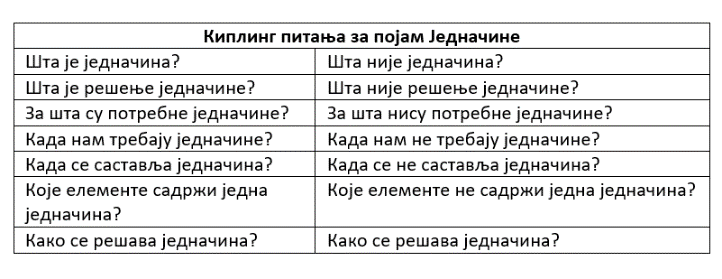 Киплинг питања за појам Једначине
Шта је једначина? Шта није једначина?
Шта је решење једначине? Шта није решење једначине?
За шта су потребне једначине? За шта нису потребне једначине?
Када нам требају једначине? Када нам не требају једначине?
Када се саставља једначина? Када се не саставља једначина?
Које елементе садржи једна Које елементе не садржи једна једначина?
једначина?
Како се решава једначина? Како се решава једначина?